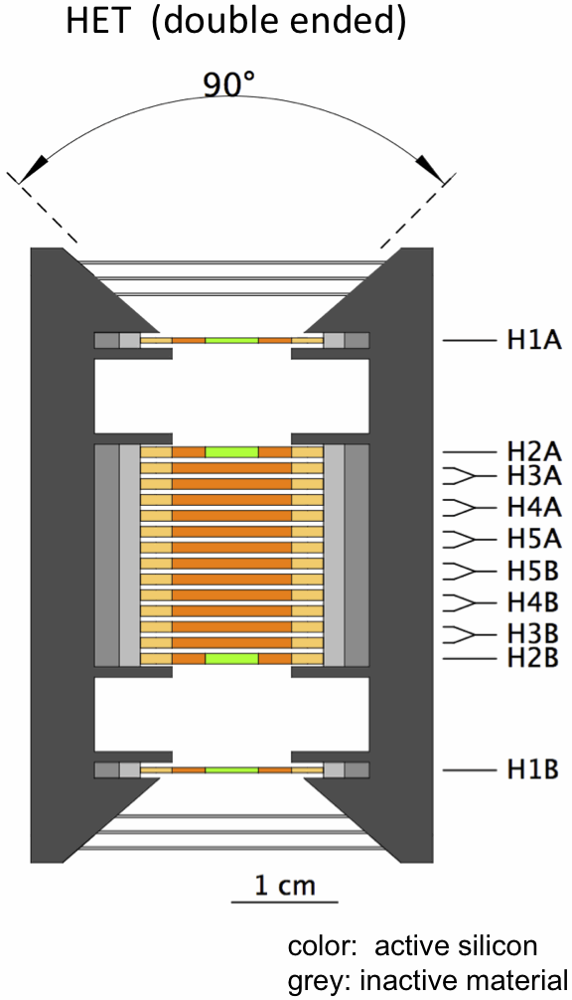 HET (double ended)
90°
H1A
H2A
H3A
H4A
H5A
H5B
H4B
H3B
H2B
H1B
1 cm
color: active silicon
grey: inactive material